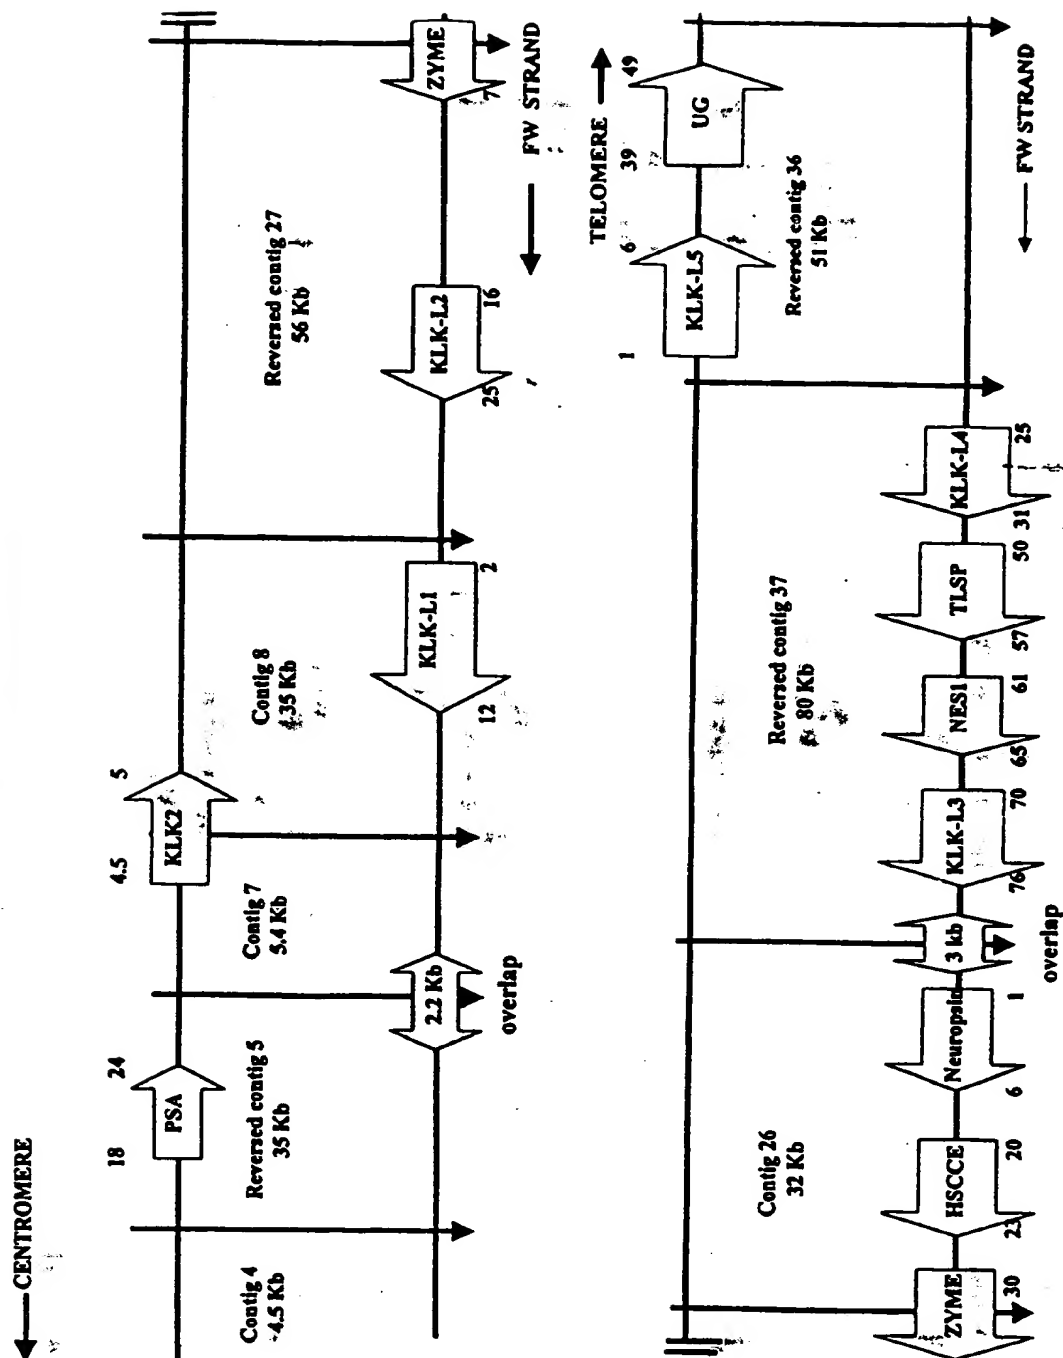 CENTROMERE
18
PSA
24
4.5
KLK2
5
Contig 4
-4.5 Kb
Reversed contig 5
35 Kb
Contig 7
5.4 Kb
Contig 8
35 Kb
Reversed contig 27
56 Kb
2.2 Kb
overlap
12
KLK-L1
2
25
KLK-L2
16
7
ZYME
FW STRAND
TELOMERE
1
KLK-L5
6
39
UG
49
Contig 26
32 Kb
Reversed contig 37
80 Kb
Reversed contig 36
51 Kb
ZYME
30
23
HSCCE
20
6
Neuropsin
1
3 kb
overlap
76
KLK-L3
70
65
NES1
61
57
TLSP
50
31
KLK-L4
25
FW STRAND